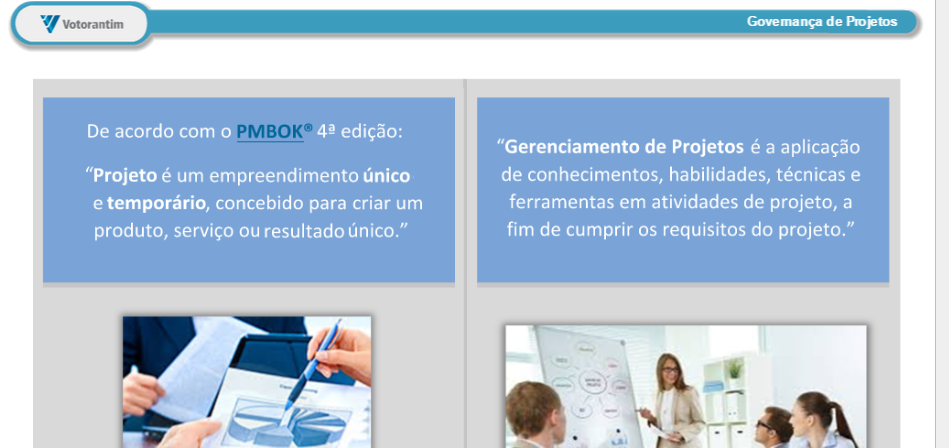 Votorantim
Governança de Projetos
De acordo com o PMBOK® 4ª edição:
“Projeto é um empreendimento único
e temporário, concebido para criar um
produto, serviço ou resultado único.”
“Gerenciamento de Projetos é a aplicação
de conhecimentos, habilidades, técnicas e
ferramentas em atividades de projeto, a
fim de cumprir os requisitos do projeto.”